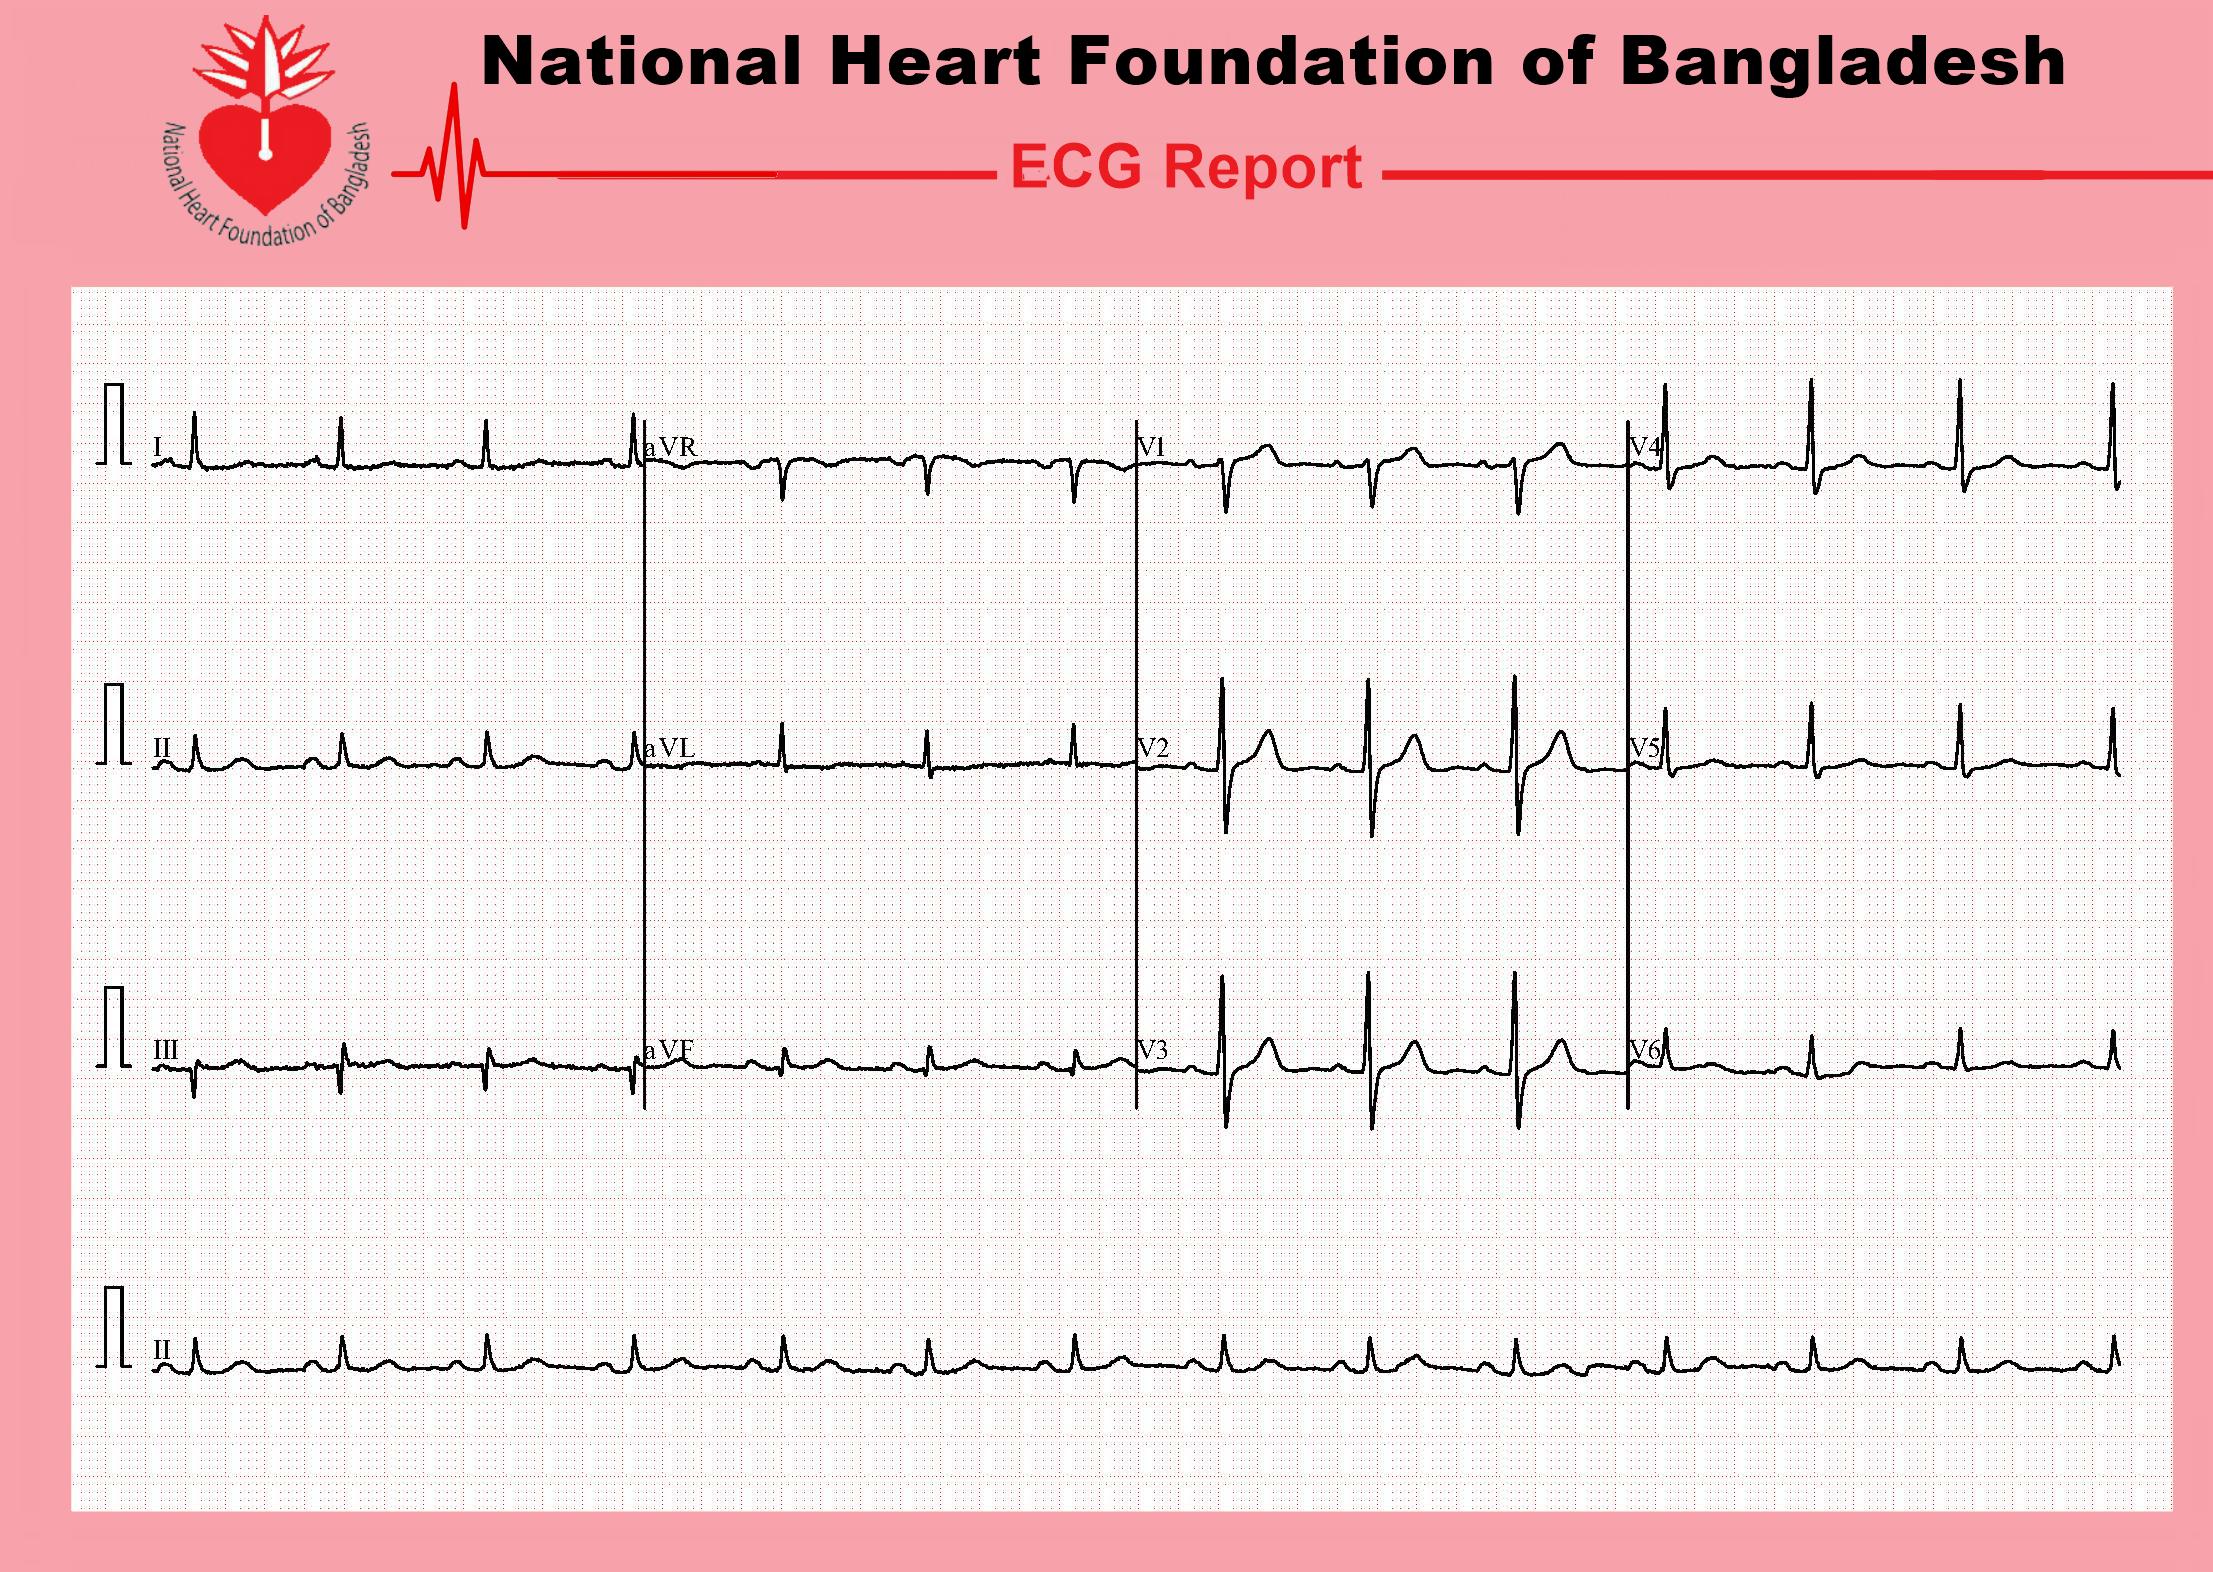 National Heart Foundation of Bangladesh
National Heart Foundation of Bangladesh
ECG Report
I aVR V1 V4
II aVL V2 V5
III aVF V3 V6
II